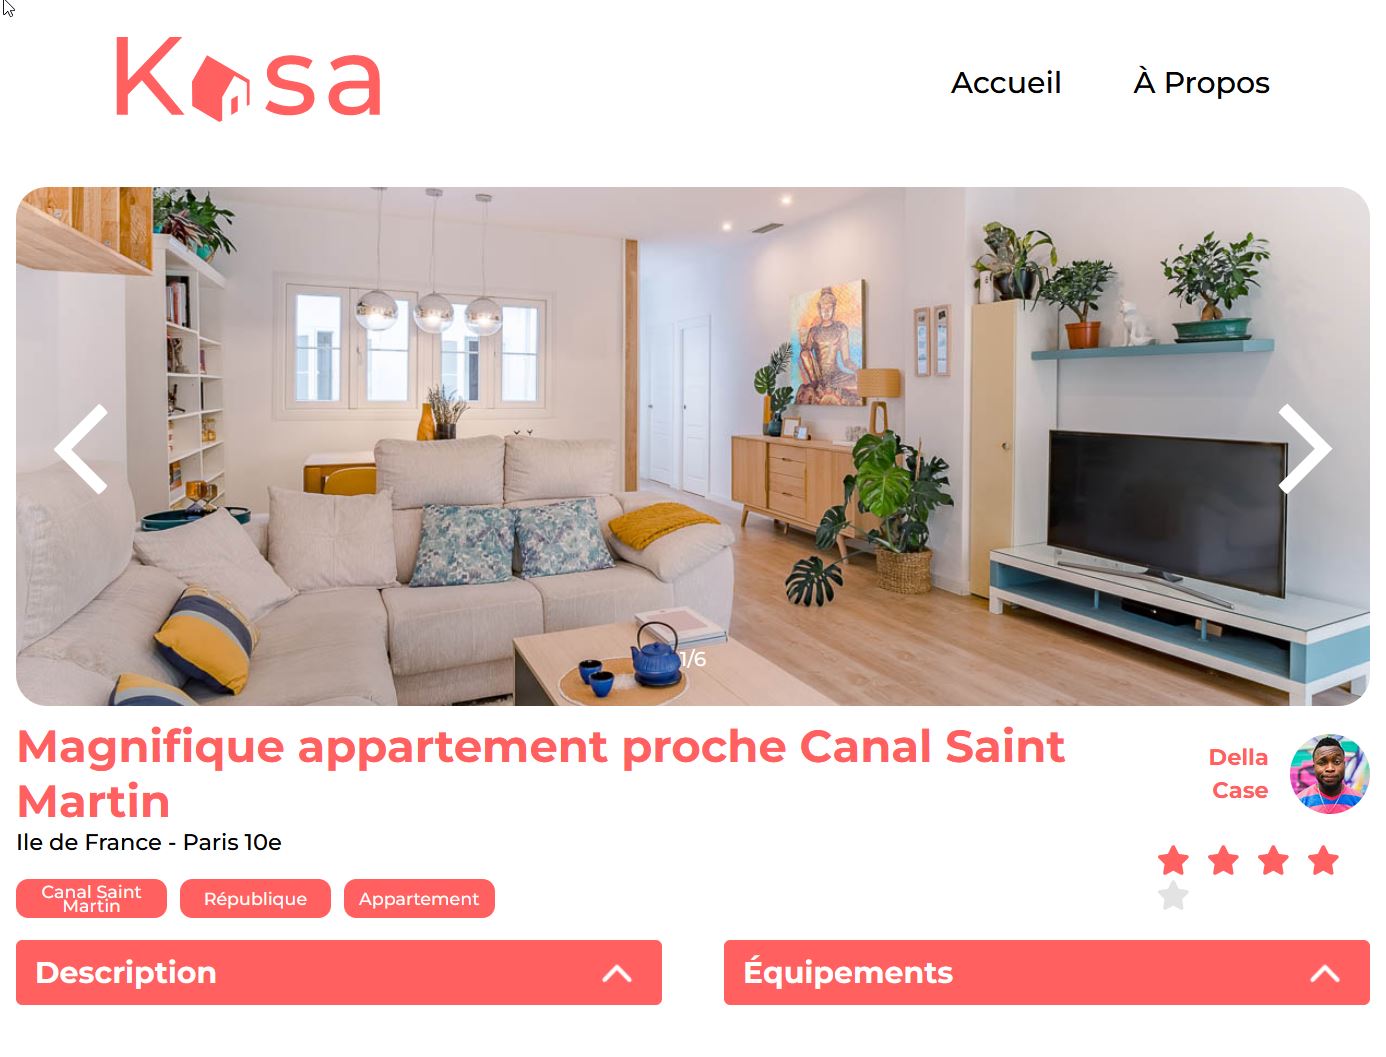 Kasa
Accueil
À Propos
1/6
Magnifique appartement proche Canal Saint
Martin
Della
Case
Ile de France - Paris 10e
Canal Saint
Martin
République
Appartement
Description
Équipements